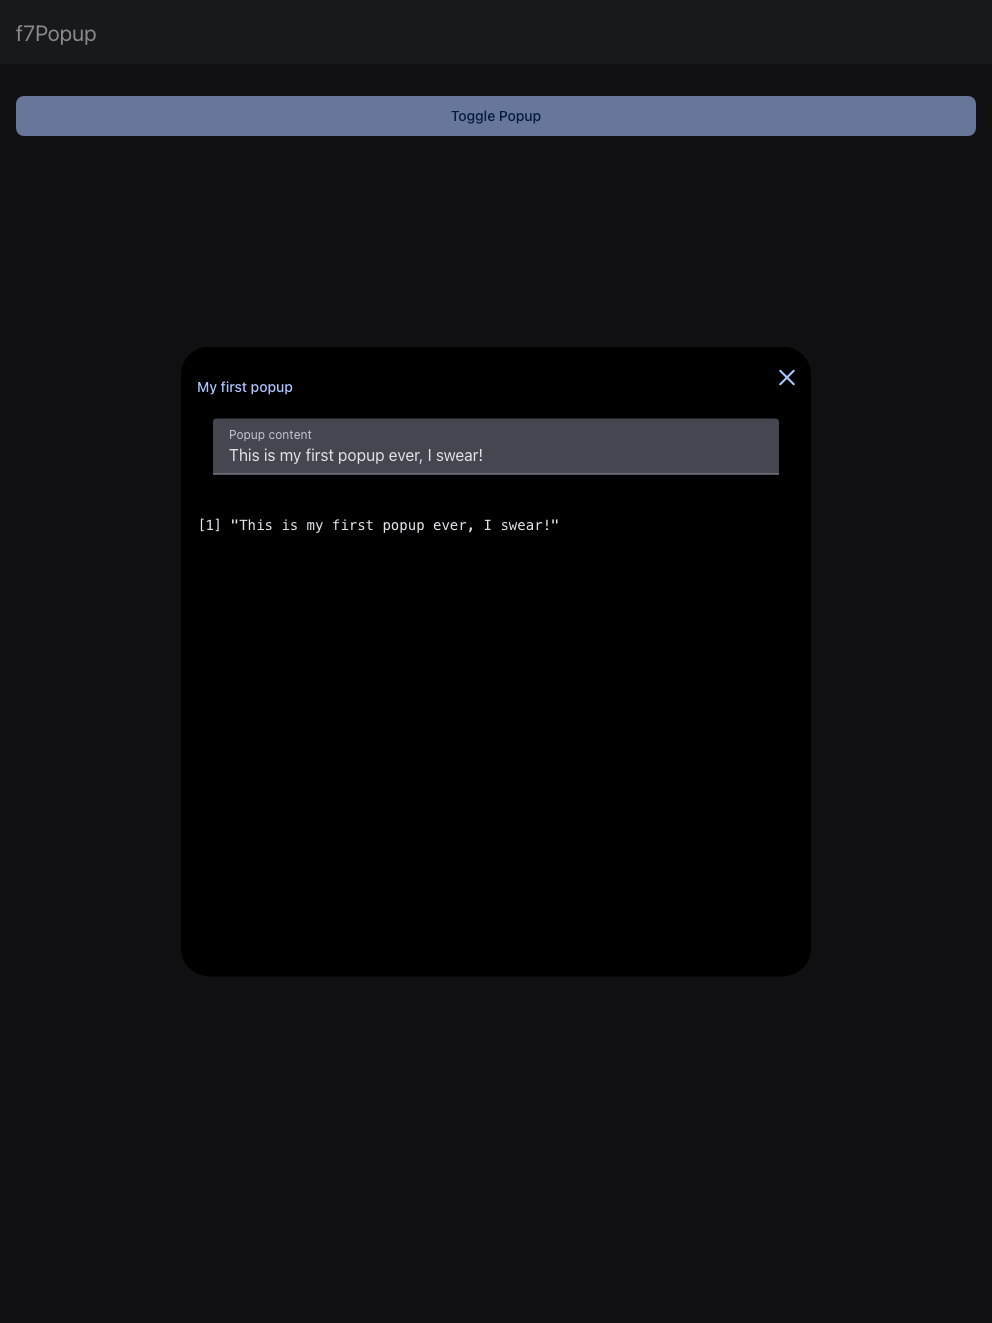 f7Popup
Toggle Popup
My first popup
Popup content
This is my first popup ever, I swear!
[1] "This is my first popup ever, I swear!"